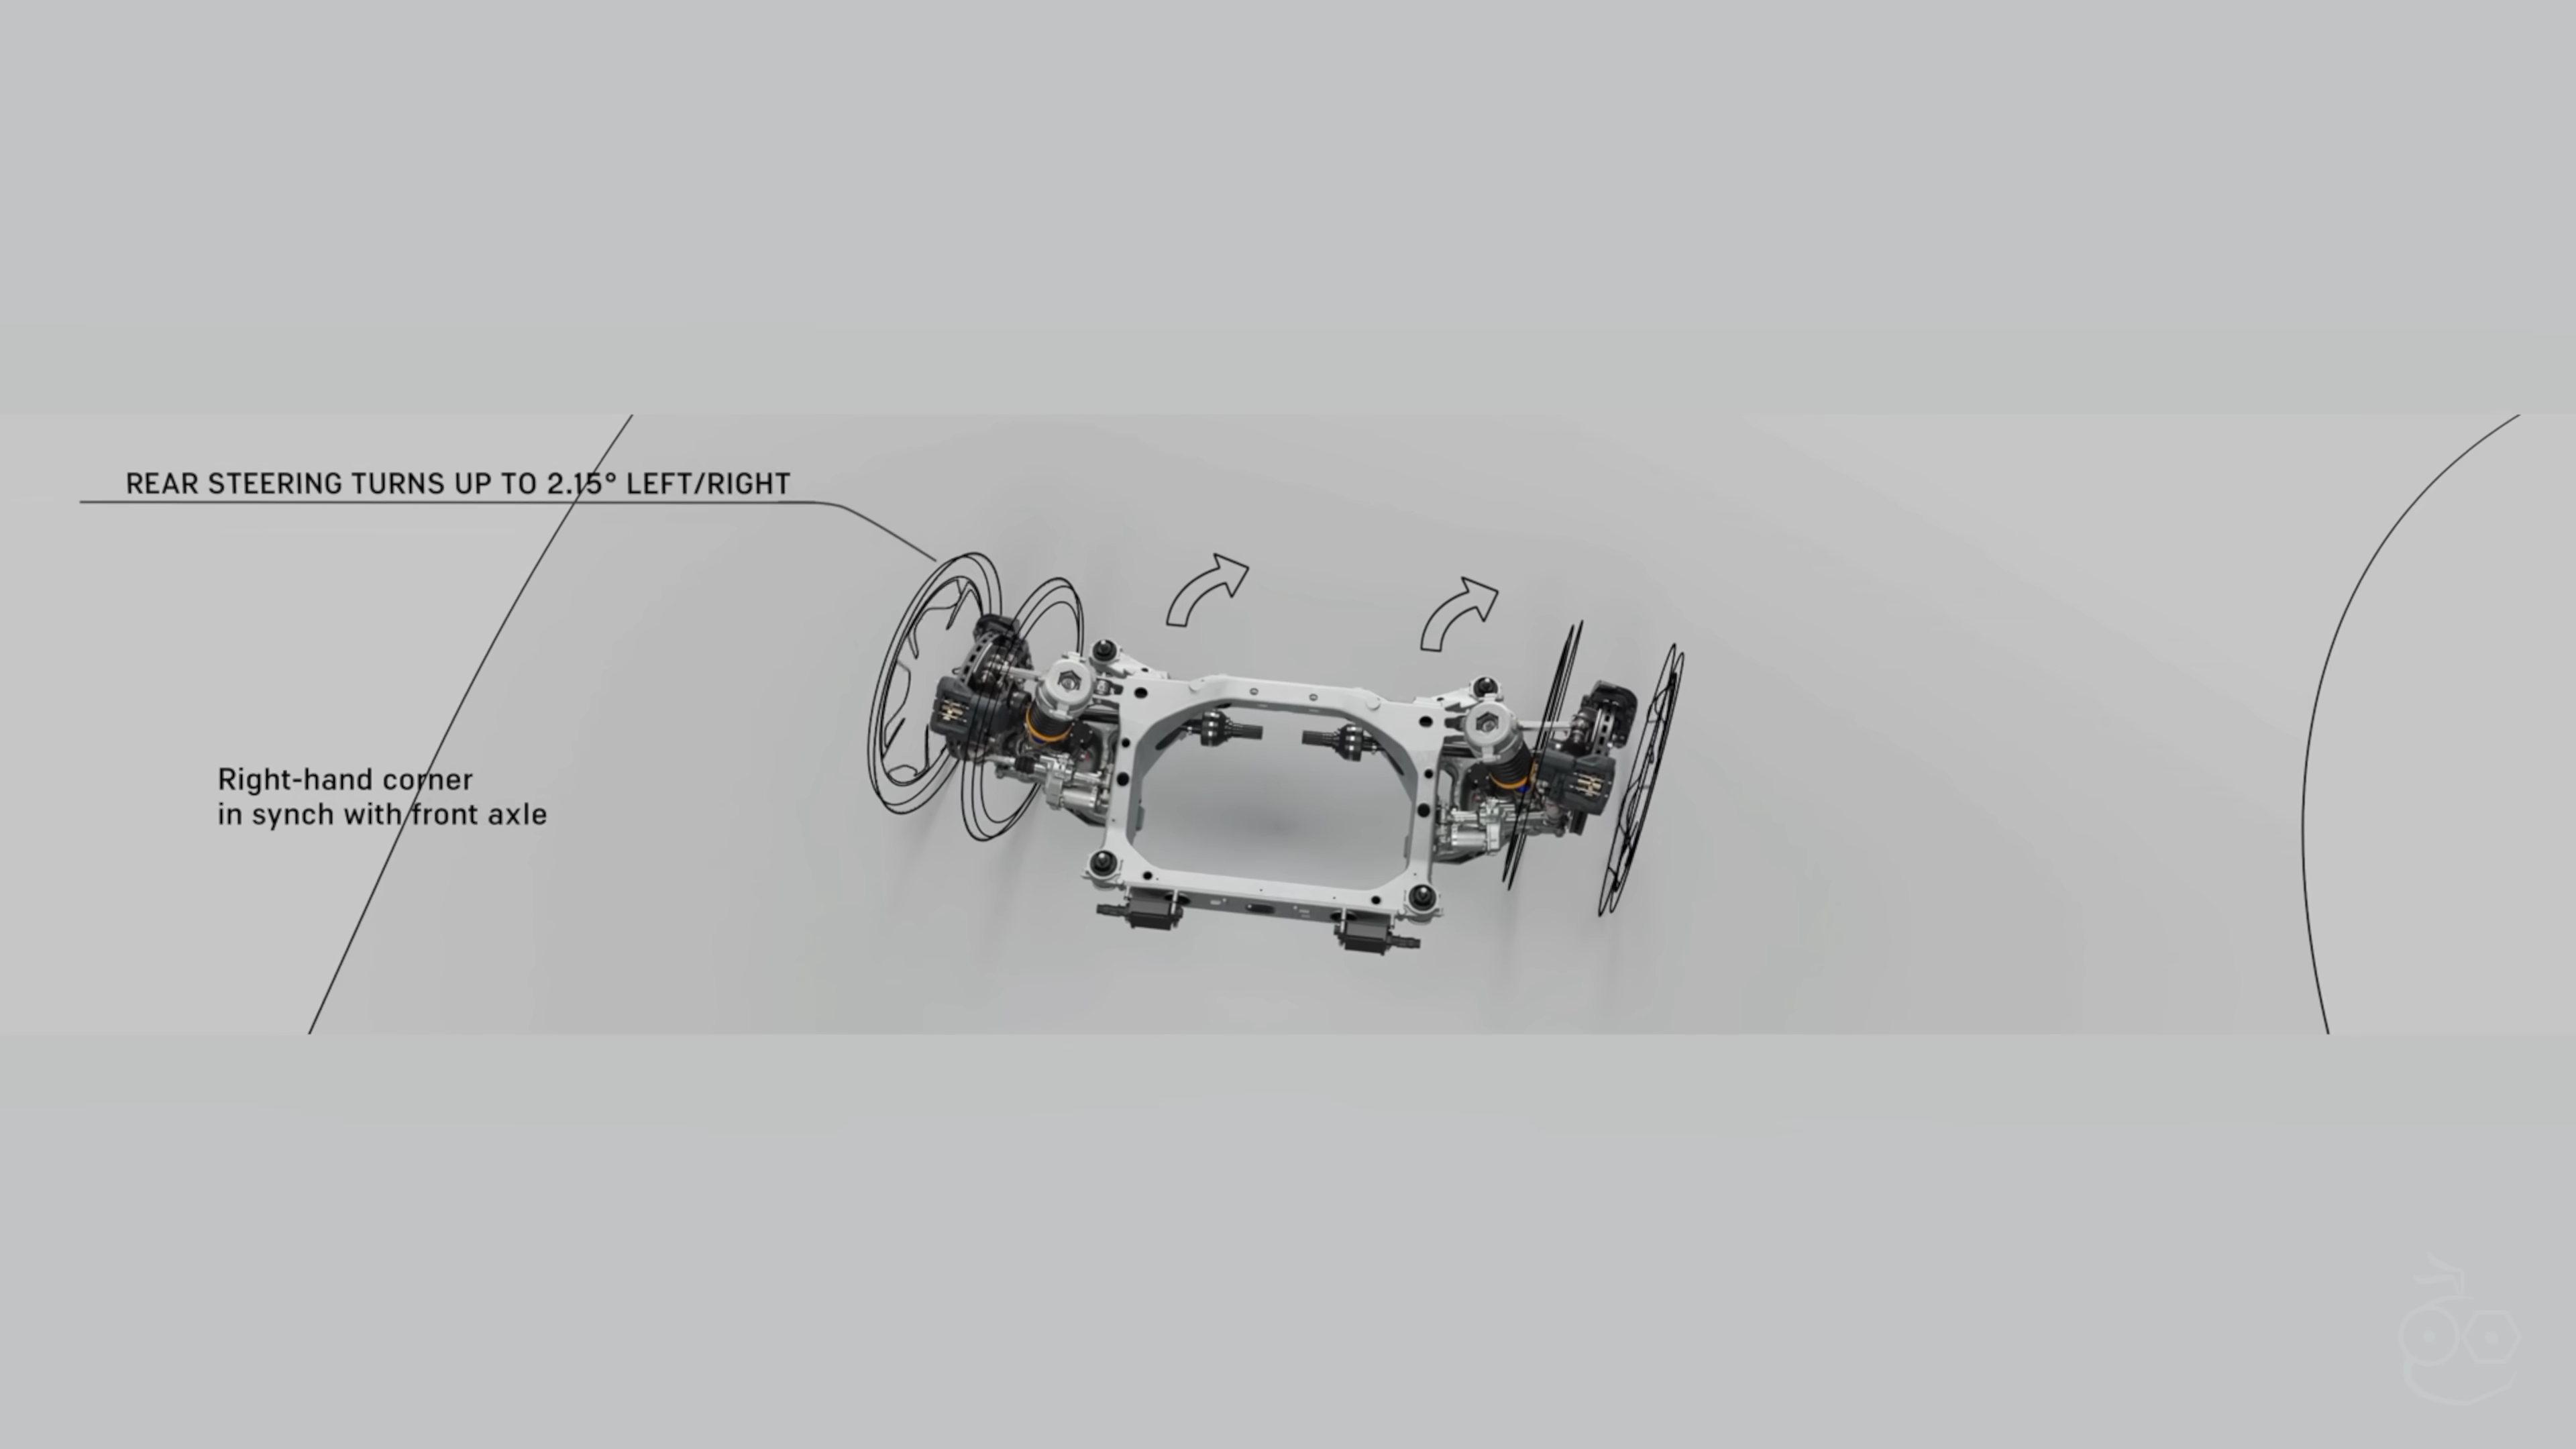 REAR STEERING TURNS UP TO 2.15° LEFT/RIGHT
Right-hand corner
in synch with front axle